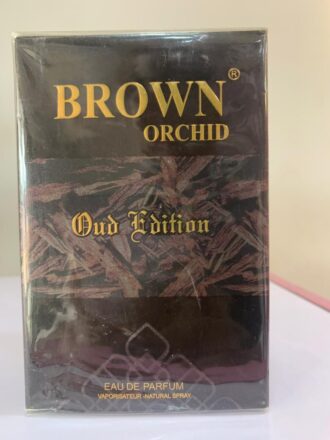 BROWN®
ORCHID
Oud Edition
EAU DE PARFUM
VAPORISATEUR-NATURAL SPRAY